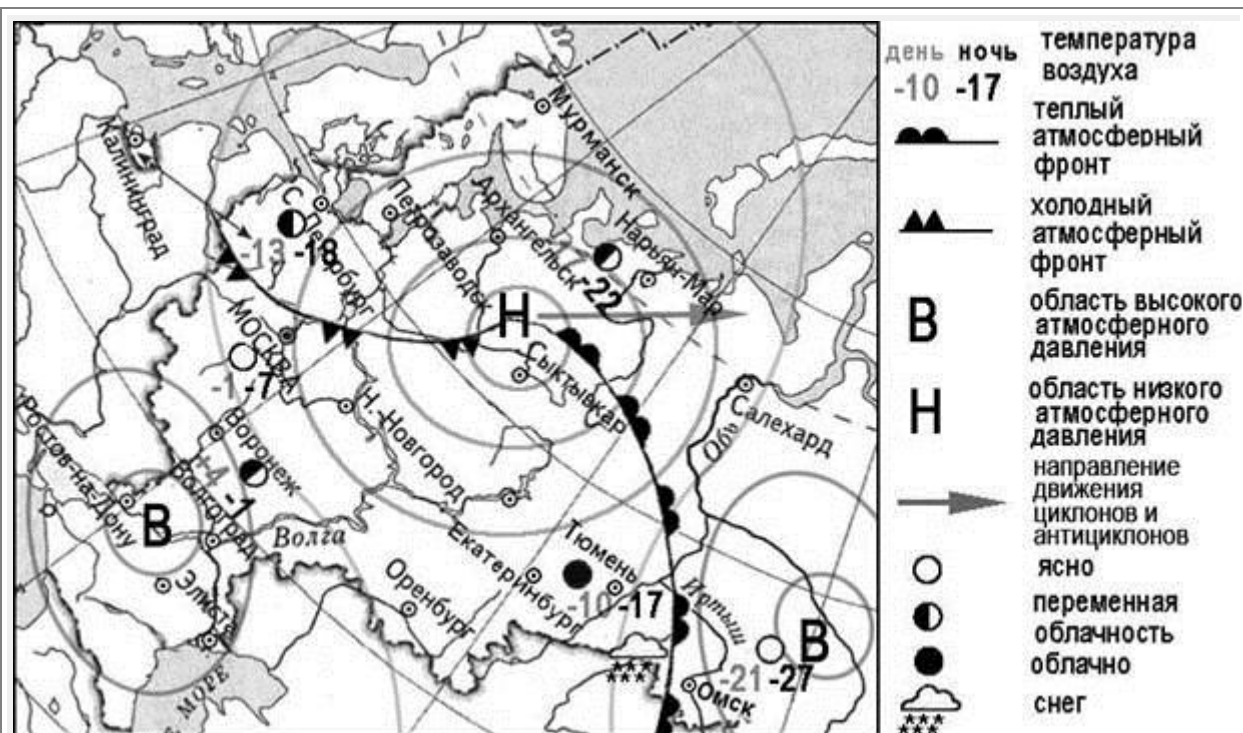 Мурманск
Калининград
С.-Петербург
-13 -18
Петрозаводск
Архангельск
-22
Нарьян-Мар
Н
МОСКВА
-1 -7
Сыктывкар
Салехард
Обь
Н. Новгород
Воронеж
+4 -1
Ростов-на-Дону
Волгоград
В
Волга
Элиста
Екатеринбург
Тюмень
-10 -17
Оренбург
Иртыш
В
-21 -27
Омск
МОРЕ
день ночь
-10 -17
температура
воздуха
теплый
атмосферный
фронт
холодный
атмосферный
фронт
В
область высокого
атмосферного
давления
Н
область низкого
атмосферного
давления
направление
движения
циклонов и
антициклонов
ясно
переменная
облачность
облачно
снег